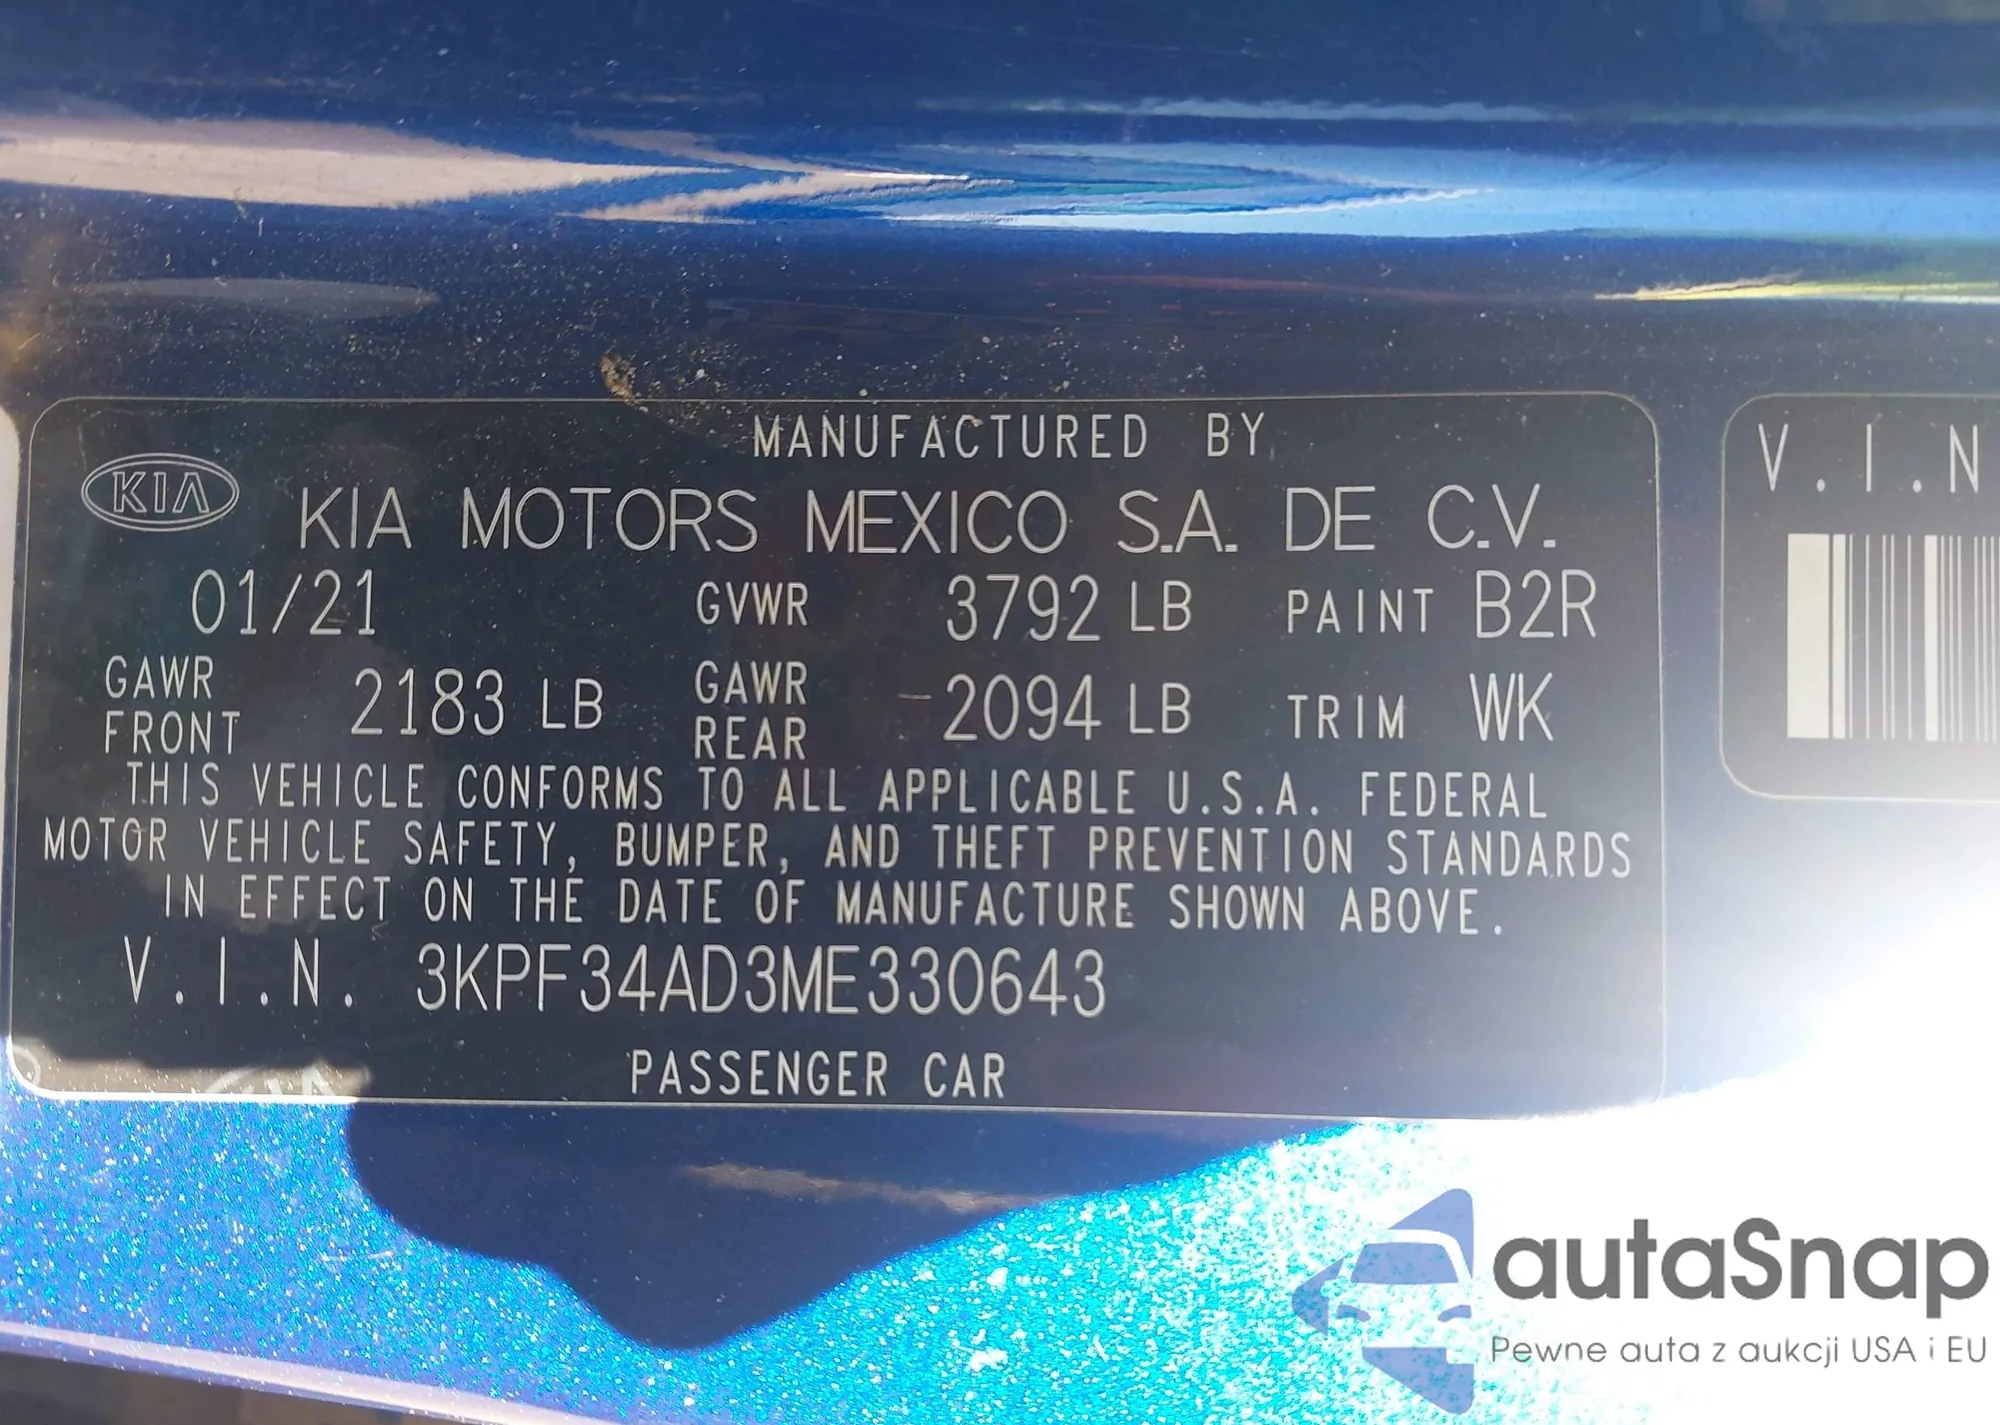 MANUFACTURED BY
KIA KIA MOTORS MEXICO S.A. DE C.V.
01/21 GVWR 3792 LB PAINT B2R
GAWR FRONT 2183 LB GAWR REAR 2094 LB TRIM WK
THIS VEHICLE CONFORMS TO ALL APPLICABLE U.S.A. FEDERAL
MOTOR VEHICLE SAFETY, BUMPER, AND THEFT PREVENTION STANDARDS
IN EFFECT ON THE DATE OF MANUFACTURE SHOWN ABOVE.
V.I.N. 3KPF34AD3ME330643
PASSENGER CAR
V.I.N
autaSnap
Pewne auta z aukcji USA i EU